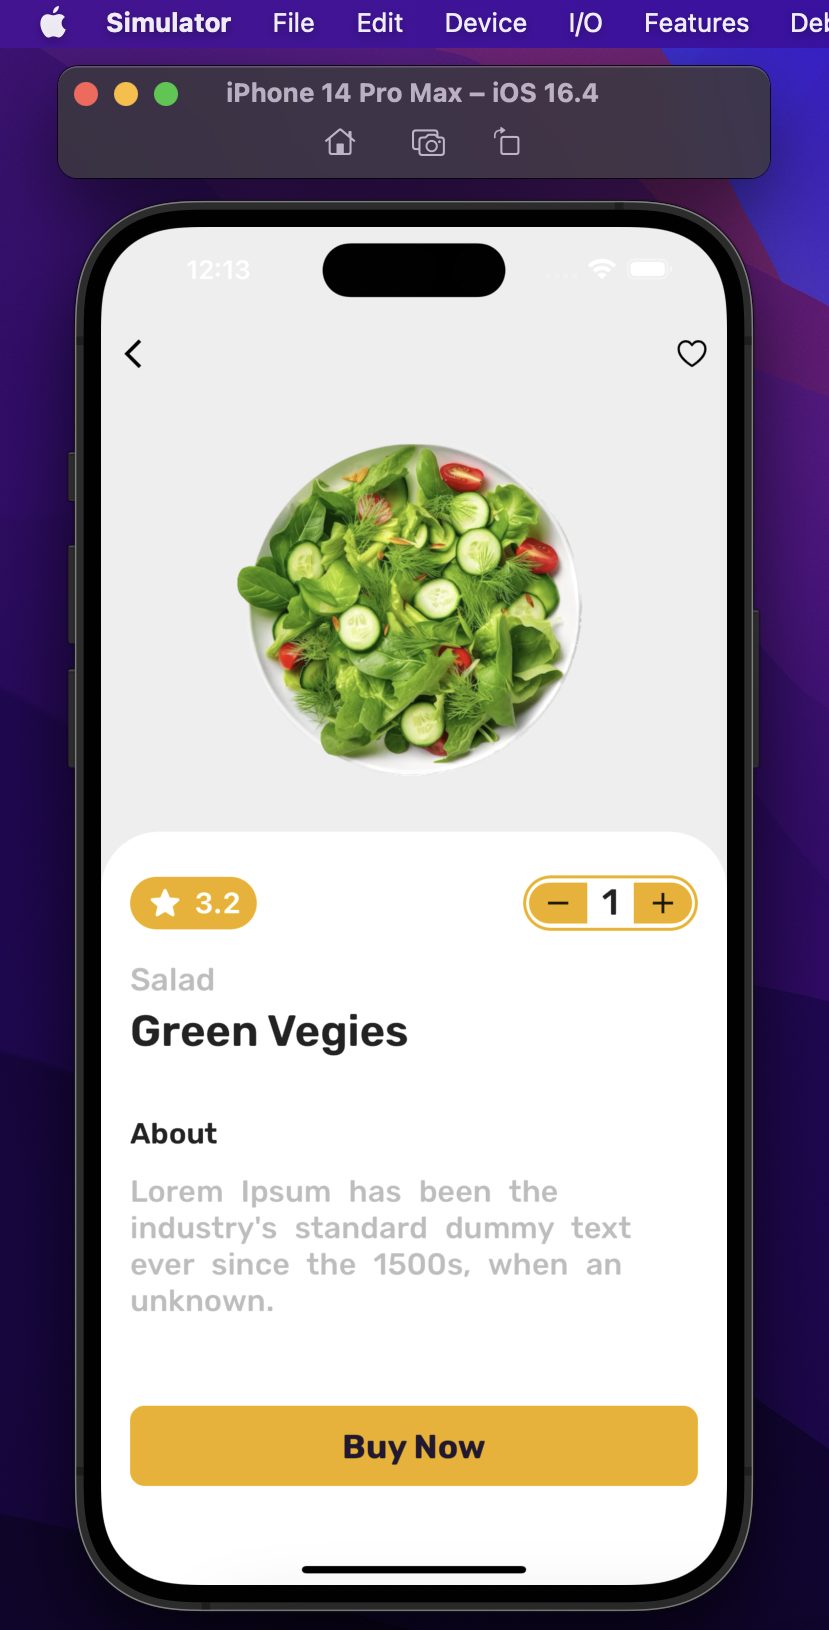 Simulator File Edit Device I/O Features Deb
iPhone 14 Pro Max – iOS 16.4
12:13
3.2
− 1 +
Salad
Green Vegies
About
Lorem Ipsum has been the
industry's standard dummy text
ever since the 1500s, when an
unknown.
Buy Now